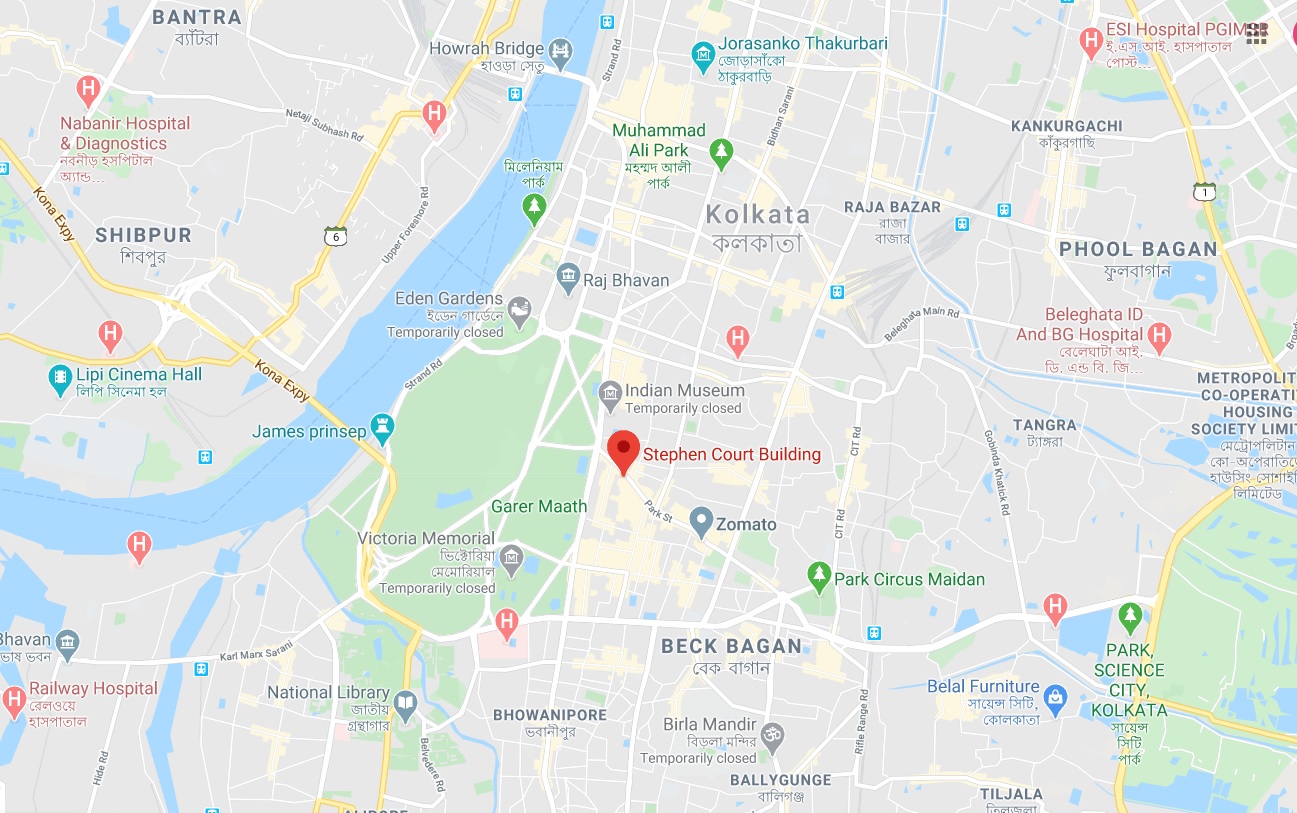 BANTRA
ব্যাঁটরা
Howrah Bridge
হাওড়া সেতু
Strand Rd
Jorasanko Thakurbari
জোড়াসাঁকো
ঠাকুরবাড়ি
ESI Hospital PGIMSR
ই.এস.আই. হাসপাতাল
পোস্ট...
H
H
Nabanir Hospital
& Diagnostics
নবনীড় হসপিটাল
অ্যান্ড...
Netaji Subhash Rd
H
H
Muhammad
Ali Park
মহম্মদ আলী
পার্ক
Bidhan Sarani
KANKURGACHI
কাঁকুরগাছি
মিলেনিয়াম
পার্ক
Kona Expy
Upper Foreshore Rd
1
Kolkata
কলকাতা
RAJA BAZAR
রাজা
বাজার
SHIBPUR
শিবপুর
6
PHOOL BAGAN
ফুলবাগান
Raj Bhavan
Eden Gardens
ইডেন গার্ডেনে
Temporarily closed
Beleghata Main Rd
Beleghata ID
And BG Hospital
বেলেঘাটা আই.
ডি. এন্ড বি. জি...
H
H
H
Broad
Lipi Cinema Hall
লিপি সিনেমা হল
Kona Expy
Strand Rd
Indian Museum
Temporarily closed
METROPOLIT
CO-OPERATI
HOUSING
SOCIETY LIMIT
মেট্রোপলিটান
কো-অপেরাতিভে
হাউসিং-সোশাই
লিমিটেড
James prinsep
TANGRA
ট্যাংরা
Stephen Court Building
CIT Rd
Gobinda Khatick Rd
Garer Maath
Park St
Zomato
CIT Rd
H
Victoria Memorial
ভিক্টোরিয়া
মেমোরিয়াল
Temporarily closed
Park Circus Maidan
H
H
Bhavan
ভাষ ভবন
Karl Marx Sarani
BECK BAGAN
বেক বাগান
PARK,
SCIENCE
CITY,
KOLKATA
সায়েন্স
সিটি
পার্ক
H
Railway Hospital
রেলওয়ে
হাসপাতাল
National Library
জাতীয়
গ্রন্থাগার
Belal Furniture
সায়েন্স সিটি,
কোলকাতা
BHOWANIPORE
ভবানীপুর
Birla Mandir
বিড়লা মন্দির
Temporarily closed
Rifle Range Rd
Hide Rd
Belvedere Rd
BALLYGUNGE
বালিগঞ্জ
TILJALA
তিলজলা
ALIPORE